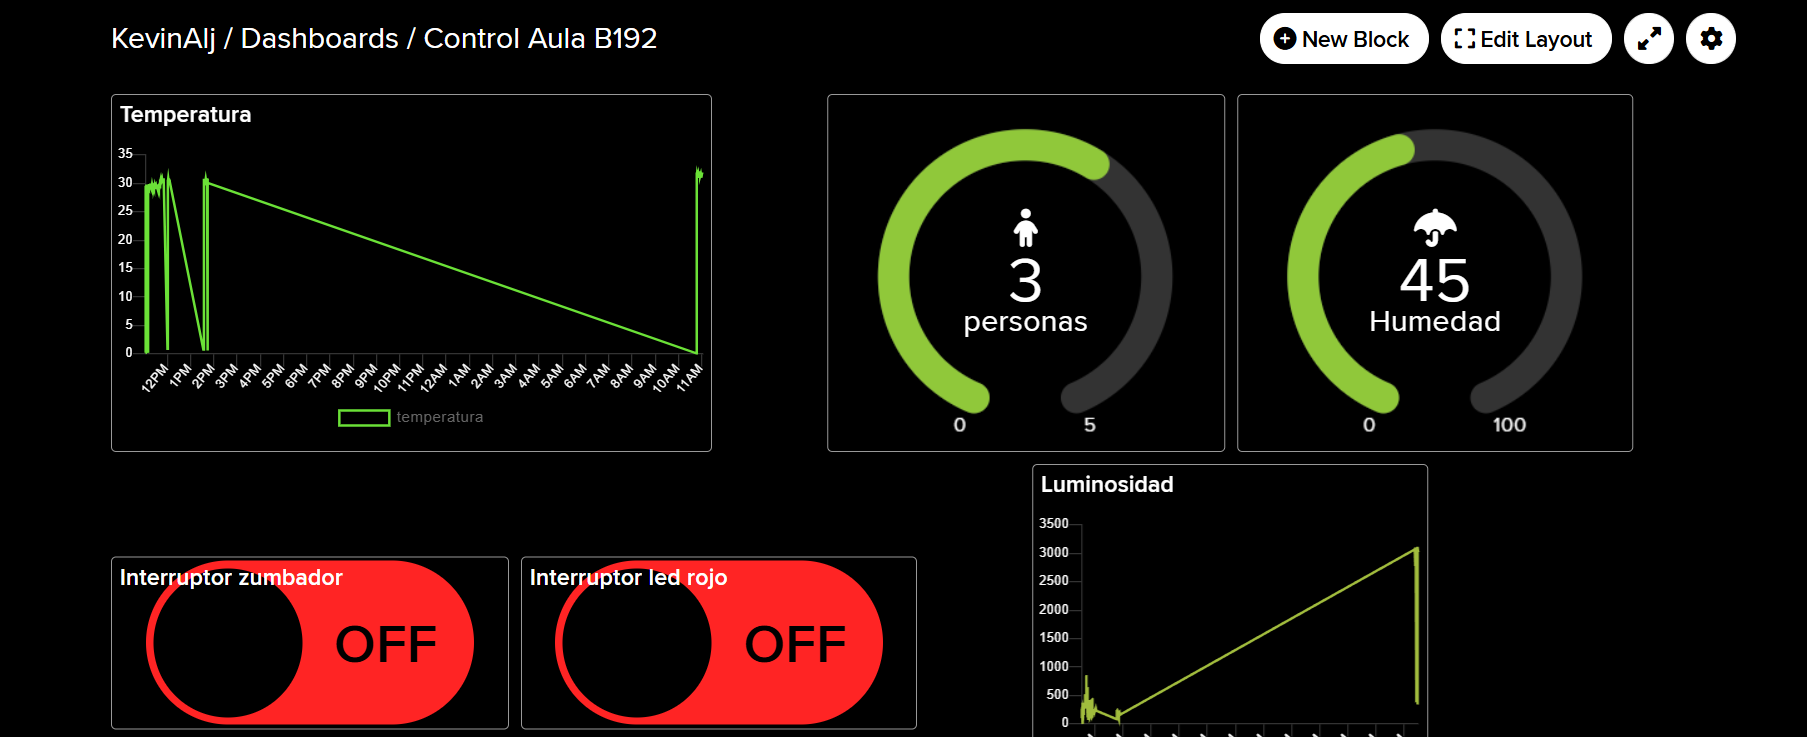 KevinAlj / Dashboards / Control Aula B192
New Block
Edit Layout
Temperatura
35
30
25
20
15
10
5
0
12PM
1PM
2PM
3PM
4PM
5PM
6PM
7PM
8PM
9PM
10PM
11PM
12AM
1AM
2AM
3AM
4AM
5AM
6AM
7AM
8AM
9AM
10AM
11AM
temperatura
3
personas
0
5
45
Humedad
0
100
Interruptor zumbador
OFF
Interruptor led rojo
OFF
Luminosidad
3500
3000
2500
2000
1500
1000
500
0